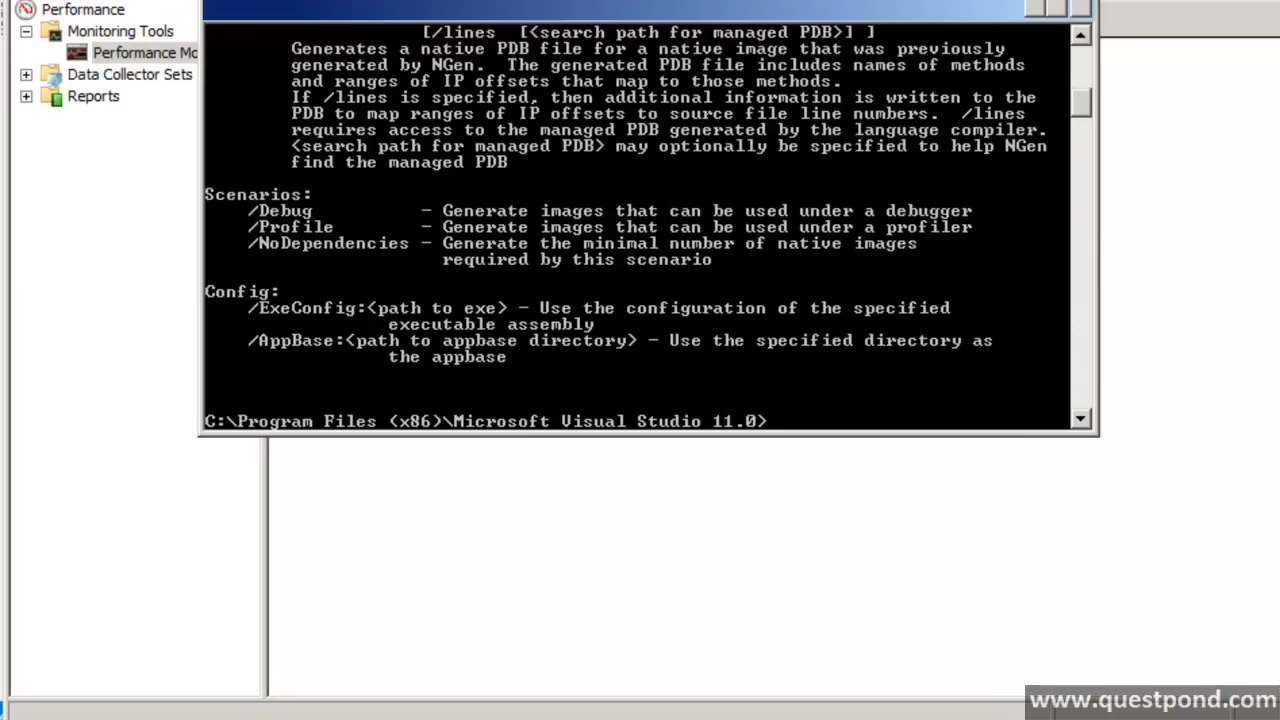 Performance
Monitoring Tools
Performance Mo
Data Collector Sets
Reports
[/lines [<search path for managed PDB>] ]
Generates a native PDB file for a native image that was previously
generated by NGen. The generated PDB file includes names of methods
and ranges of IP offsets that map to those methods.
If /lines is specified, then additional information is written to the
PDB to map ranges of IP offsets to source file line numbers. /lines
requires access to the managed PDB generated by the language compiler.
<search path for managed PDB> may optionally be specified to help NGen
find the managed PDB
Scenarios:
/Debug - Generate images that can be used under a debugger
/Profile - Generate images that can be used under a profiler
/NoDependencies - Generate the minimal number of native images
required by this scenario
Config:
/ExeConfig:<path to exe> - Use the configuration of the specified
executable assembly
/AppBase:<path to appbase directory> - Use the specified directory as
the appbase
C:\Program Files (x86)\Microsoft Visual Studio 11.0>
www.questpond.com